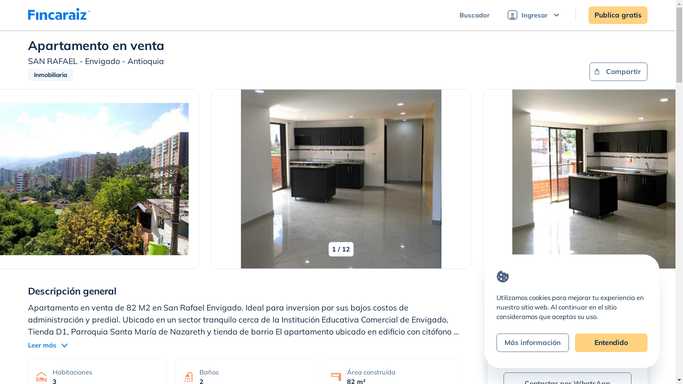 Fincaraiz
Buscador
Ingresar
Publica gratis
Apartamento en venta
SAN RAFAEL - Envigado - Antioquia
Inmobiliaria
Compartir
1 / 12
Descripción general
Apartamento en venta de 82 M2 en San Rafael Envigado. Ideal para inversion por sus bajos costos de
administración y predial. Ubicado en un sector tranquilo cerca de la Institución Educativa Comercial de Envigado,
Tienda D1, Parroquia Santa María de Nazareth y tienda de barrio El apartamento ubicado en edificio con citófono ...
Leer más
Habitaciones
3
Baños
2
Área construida
82 m²
Utilizamos cookies para mejorar tu experiencia en
nuestro sitio web. Al continuar en el sitio
consideramos que aceptas su uso.
Más información
Entendido
Contactar por WhatsApp